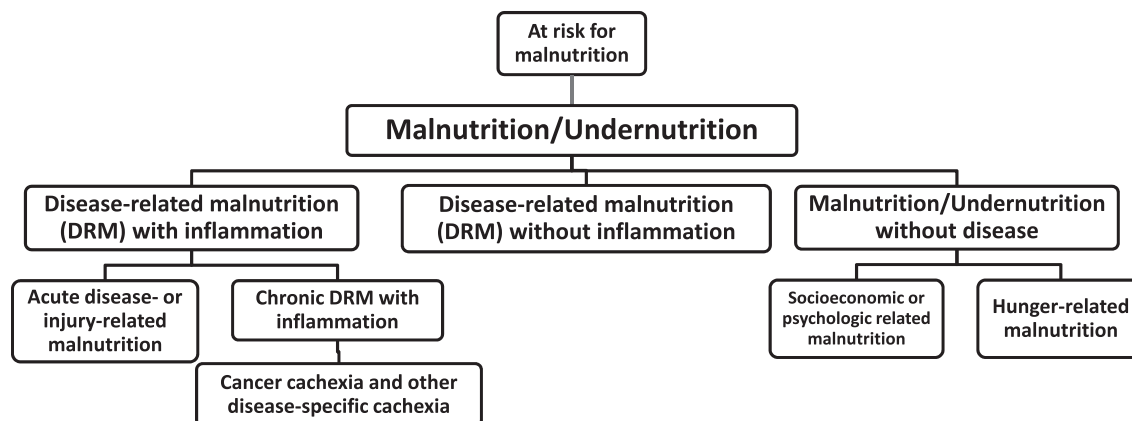 At risk for
malnutrition
Malnutrition/Undernutrition
Disease-related malnutrition
(DRM) with inflammation
Disease-related malnutrition
(DRM) without inflammation
Malnutrition/Undernutrition
without disease
Acute disease- or
injury-related
malnutrition
Chronic DRM with
inflammation
Socioeconomic or
psychologic related
malnutrition
Hunger-related
malnutrition
Cancer cachexia and other
disease-specific cachexia